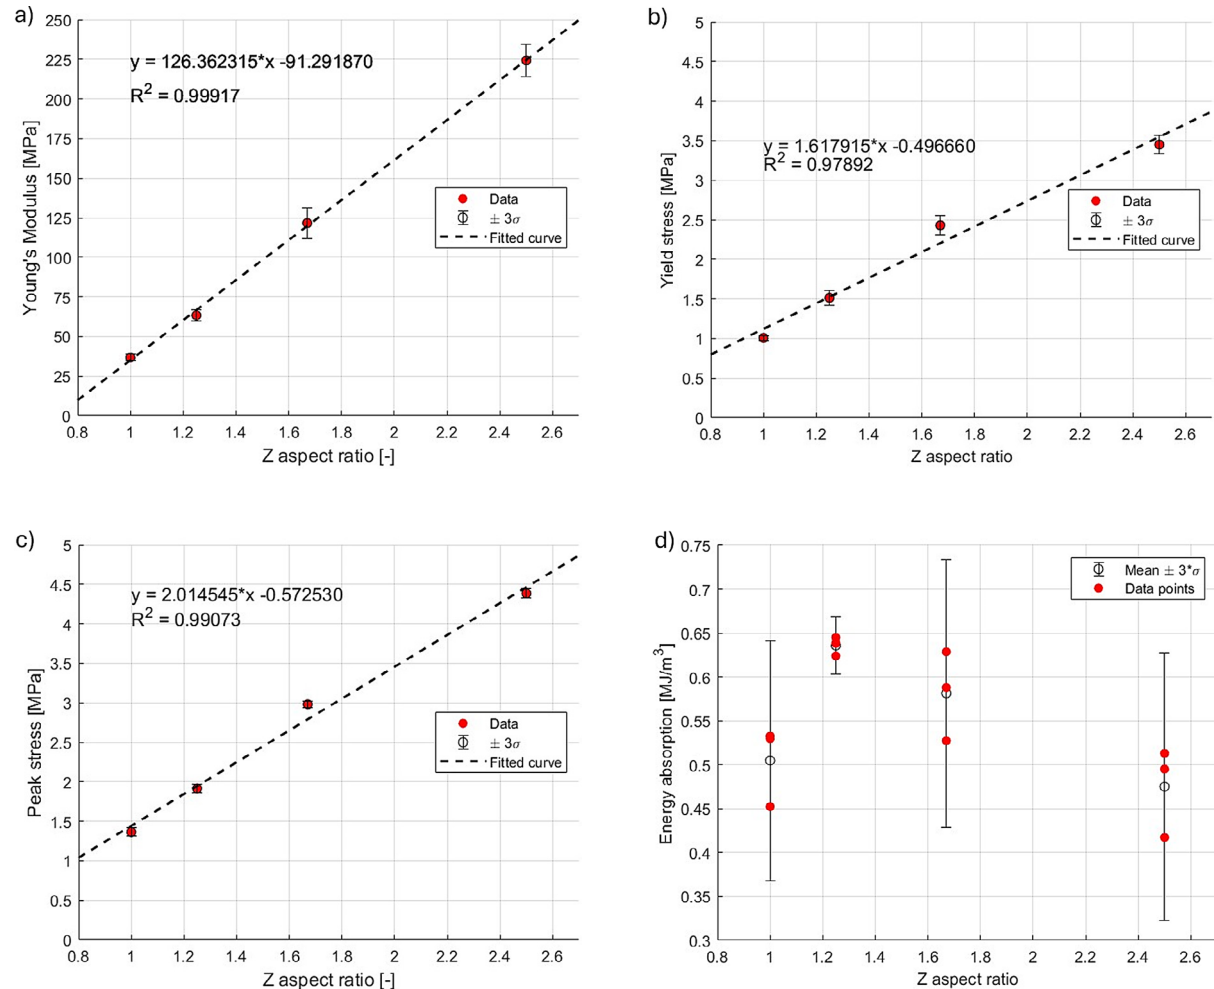 a)
250
225
200
175
150
125
100
75
50
25
0
y = 126.362315*x -91.291870
R² = 0.99917
Data
± 3σ
Fitted curve
0.8 1 1.2 1.4 1.6 1.8 2 2.2 2.4 2.6
Z aspect ratio [-]
Young's Modulus [MPa]
b)
5
4.5
4
3.5
3
2.5
2
1.5
1
0.5
0
y = 1.617915*x -0.496660
R² = 0.97892
Data
± 3σ
Fitted curve
0.8 1 1.2 1.4 1.6 1.8 2 2.2 2.4 2.6
Z aspect ratio
Yield stress [MPa]
c)
5
4.5
4
3.5
3
2.5
2
1.5
1
0.5
0
y = 2.014545*x -0.572530
R² = 0.99073
Data
± 3σ
Fitted curve
0.8 1 1.2 1.4 1.6 1.8 2 2.2 2.4 2.6
Z aspect ratio [-]
Peak stress [MPa]
d)
0.75
0.7
0.65
0.6
0.55
0.5
0.45
0.4
0.35
0.3
Mean ± 3*σ
Data points
0.8 1 1.2 1.4 1.6 1.8 2 2.2 2.4 2.6
Z aspect ratio
Energy absorption [MJ/m³]